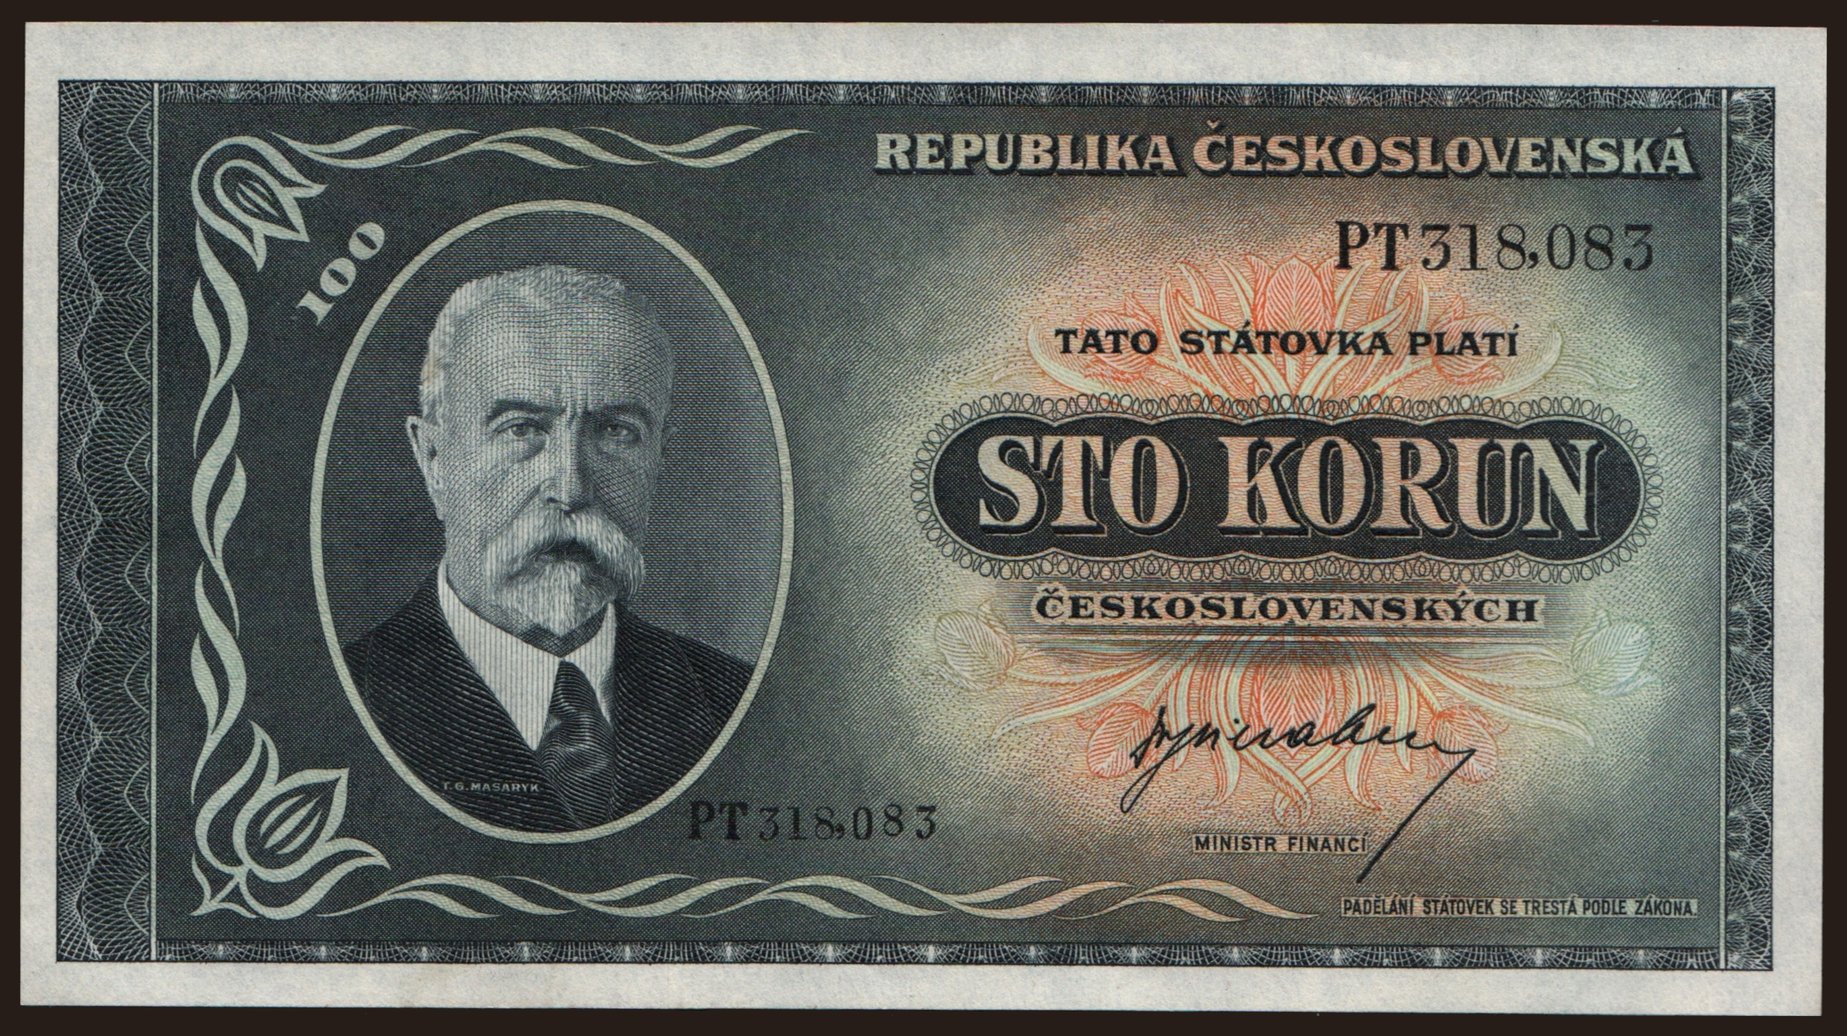 REPUBLIKA ČESKOSLOVENSKÁ
100
PT 318,083
TATO STÁTOVKA PLATÍ
STO KORUN
ČESKOSLOVENSKÝCH
T. G. MASARYK
PT 318,083
MINISTR FINANCÍ
PADĚLÁNÍ STÁTOVEK SE TRESTÁ PODLE ZÁKONA.